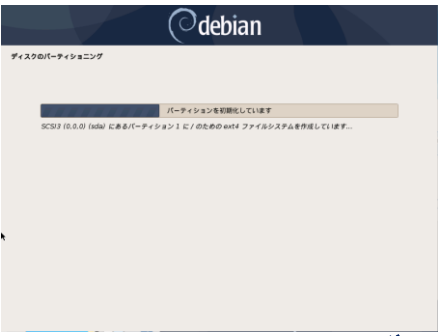 debian
ディスクのパーティショニング
パーティションを初期化しています
SCSI3 (0,0,0) (sda) にあるパーティション 1 に / のための ext4 ファイルシステムを作成しています...